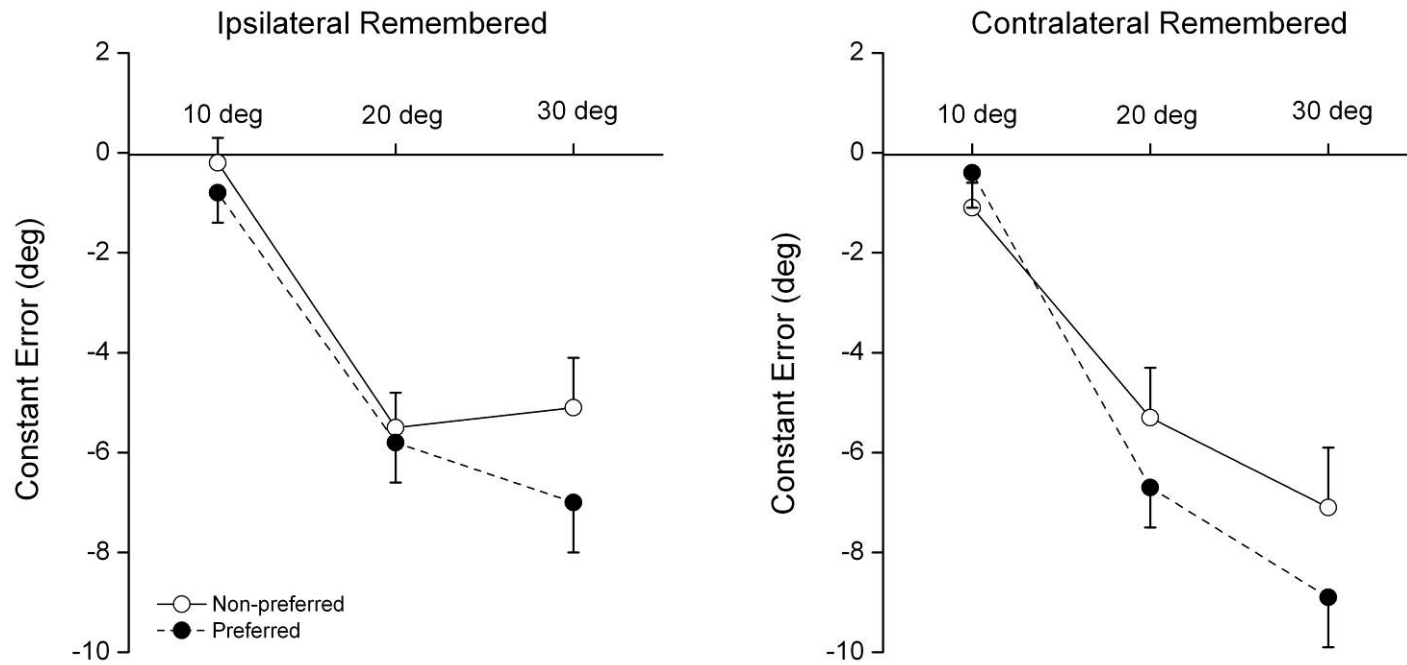 Ipsilateral Remembered
2
10 deg
20 deg
30 deg
0
-2
-4
-6
-8
-10
Constant Error (deg)
Non-preferred
Preferred
Contralateral Remembered
2
10 deg
20 deg
30 deg
0
-2
-4
-6
-8
-10
Constant Error (deg)